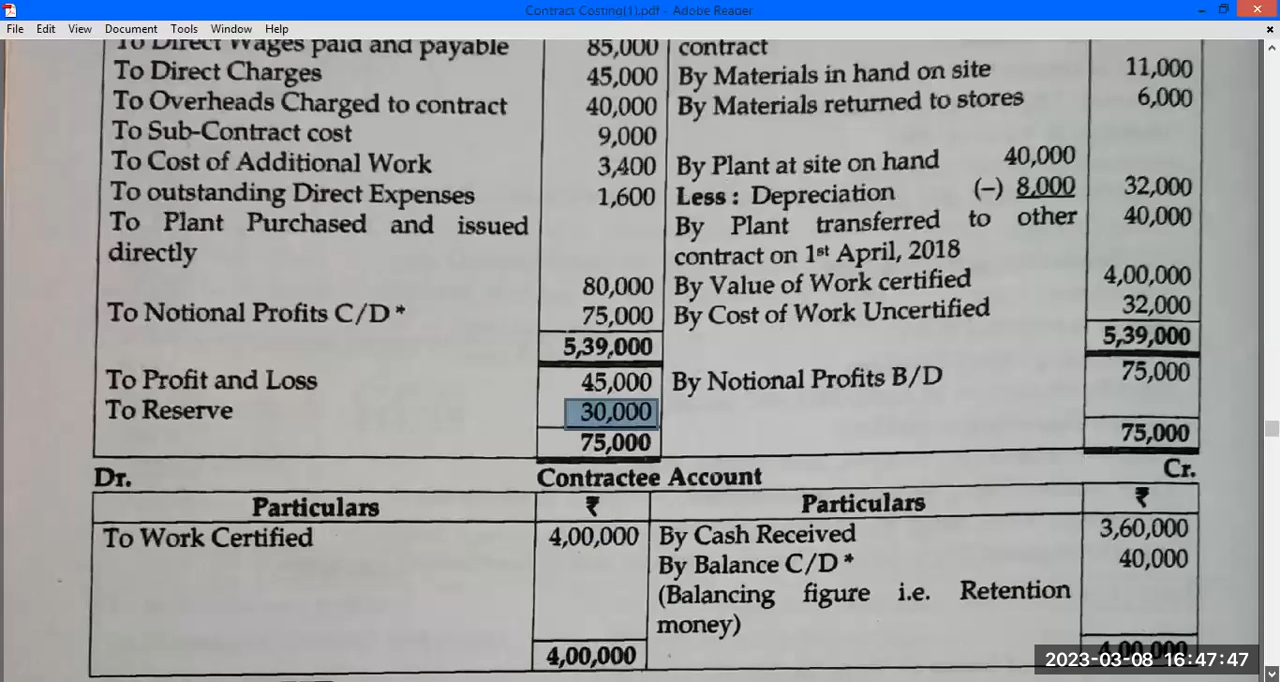 Contract Costing(1).pdf - Adobe Reader
File Edit View Document Tools Window Help
To Direct Wages paid and payable 85,000 contract
To Direct Charges 45,000 By Materials in hand on site 11,000
To Overheads Charged to contract 40,000 By Materials returned to stores 6,000
To Sub-Contract cost 9,000
To Cost of Additional Work 3,400 By Plant at site on hand 40,000
To outstanding Direct Expenses 1,600 Less : Depreciation (–) 8,000 32,000
To Plant Purchased and issued By Plant transferred to other 40,000
directly contract on 1st April, 2018
80,000 By Value of Work certified 4,00,000
To Notional Profits C/D * 75,000 By Cost of Work Uncertified 32,000
5,39,000 5,39,000
To Profit and Loss 45,000 By Notional Profits B/D 75,000
To Reserve 30,000
75,000 75,000
Dr. Contractee Account Cr.
Particulars ₹ Particulars ₹
To Work Certified 4,00,000 By Cash Received 3,60,000
By Balance C/D * 40,000
(Balancing figure i.e. Retention
money)
4,00,000 4,00,000
2023-03-08 16:47:47